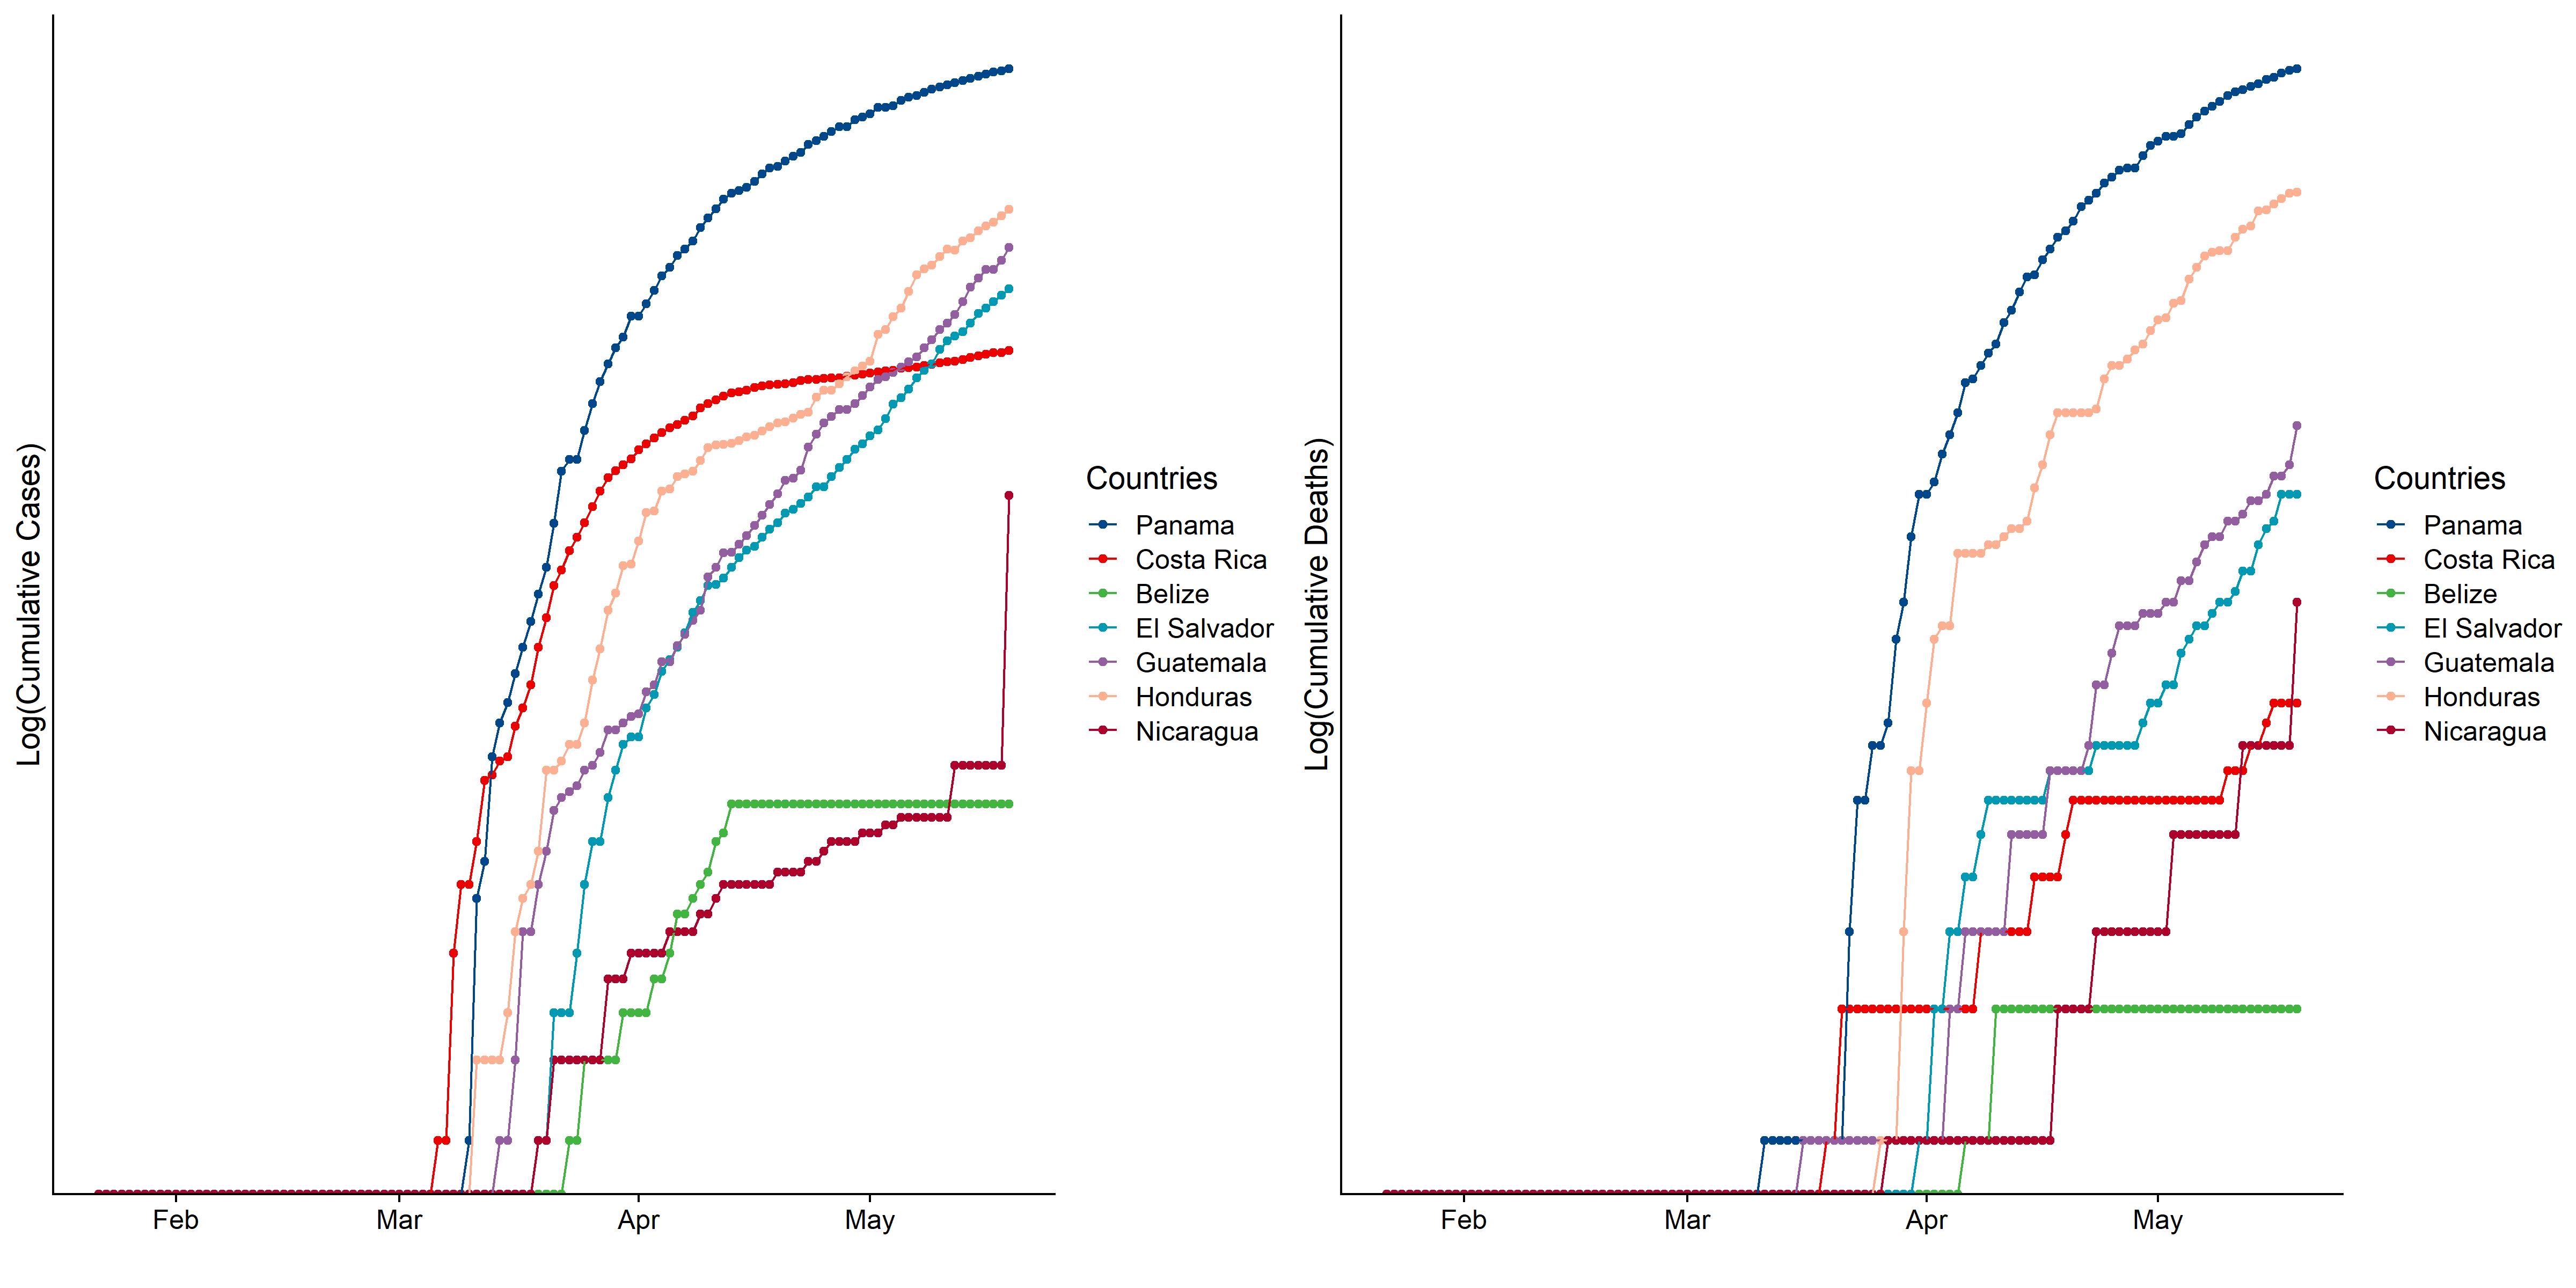 Log(Cumulative Cases)
Feb
Mar
Apr
May
Countries
Panama
Costa Rica
Belize
El Salvador
Guatemala
Honduras
Nicaragua
Log(Cumulative Deaths)
Feb
Mar
Apr
May
Countries
Panama
Costa Rica
Belize
El Salvador
Guatemala
Honduras
Nicaragua